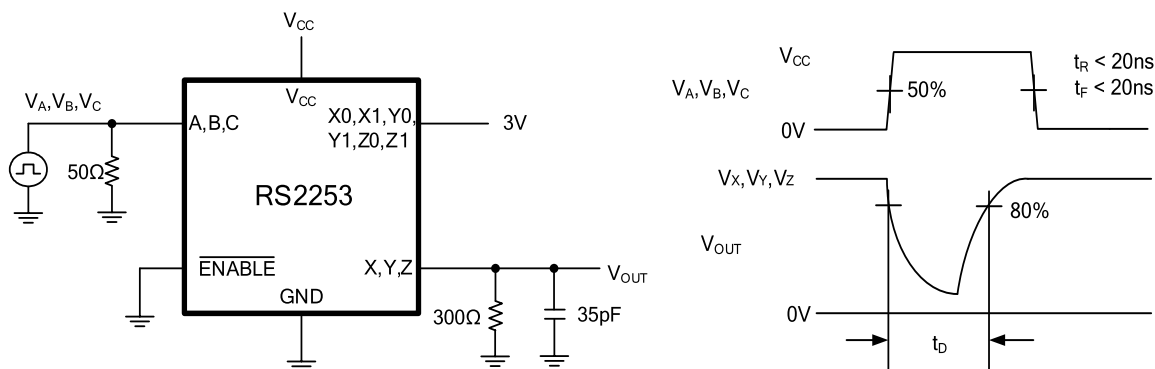 V_CC
V_A,V_B,V_C
V_CC
A,B,C
X0,X1,Y0,
Y1,Z0,Z1
3V
50Ω
RS2253
ENABLE
X,Y,Z
V_OUT
GND
300Ω
35pF
V_CC
t_R < 20ns
t_F < 20ns
V_A,V_B,V_C
50%
0V
V_X,V_Y,V_Z
80%
V_OUT
0V
t_D